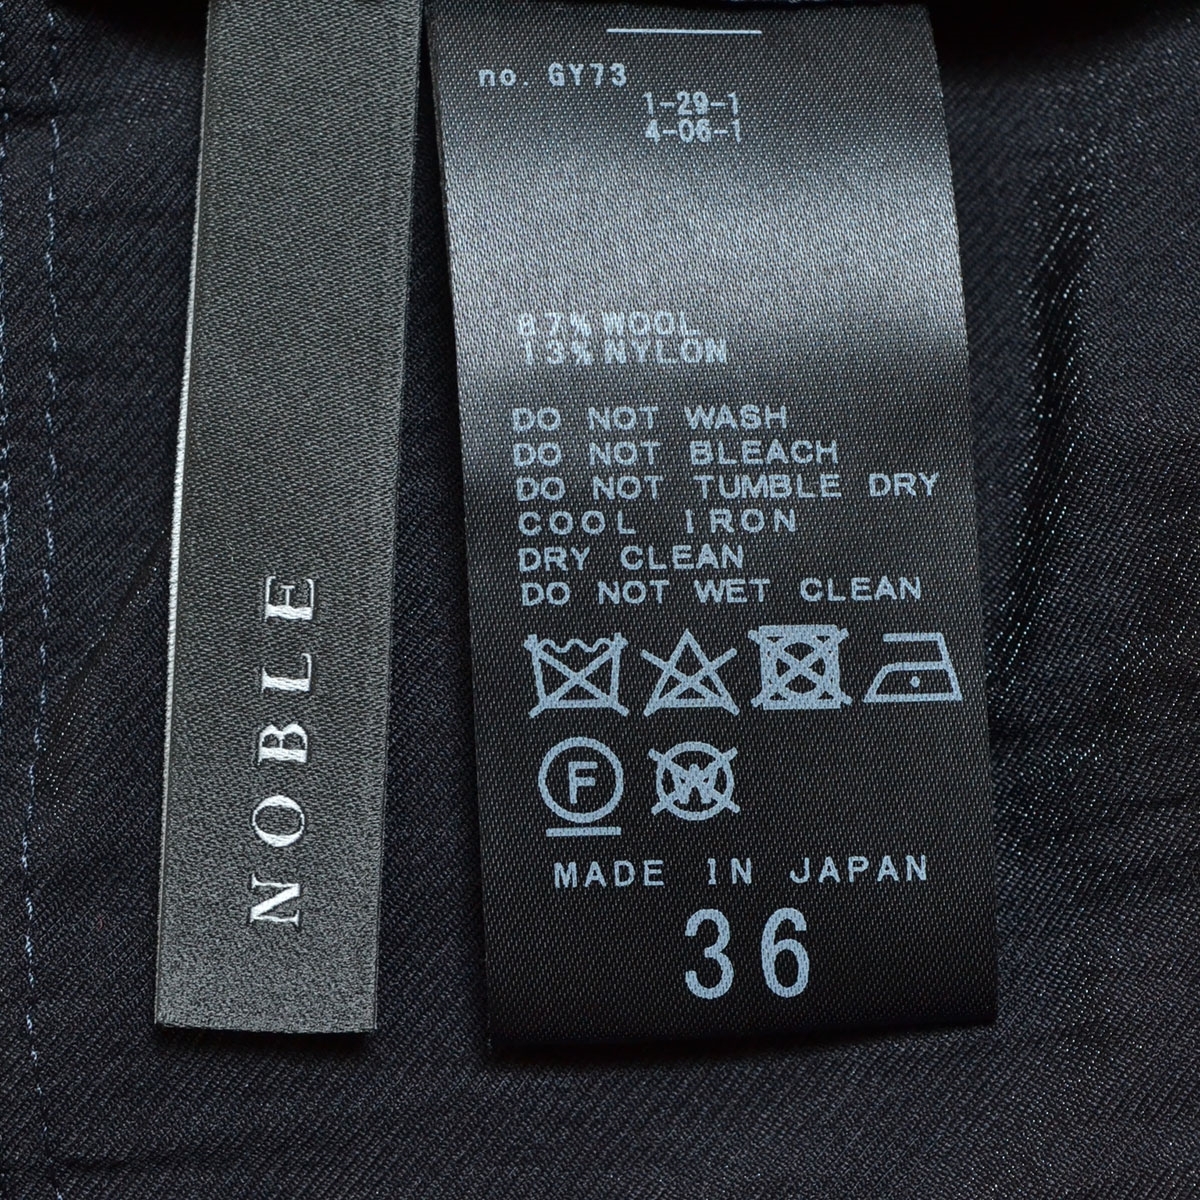 NOBLE
no. GY73
1-29-1
4-06-1
87% WOOL
13% NYLON
DO NOT WASH
DO NOT BLEACH
DO NOT TUMBLE DRY
COOL IRON
DRY CLEAN
DO NOT WET CLEAN
F W
MADE IN JAPAN
36